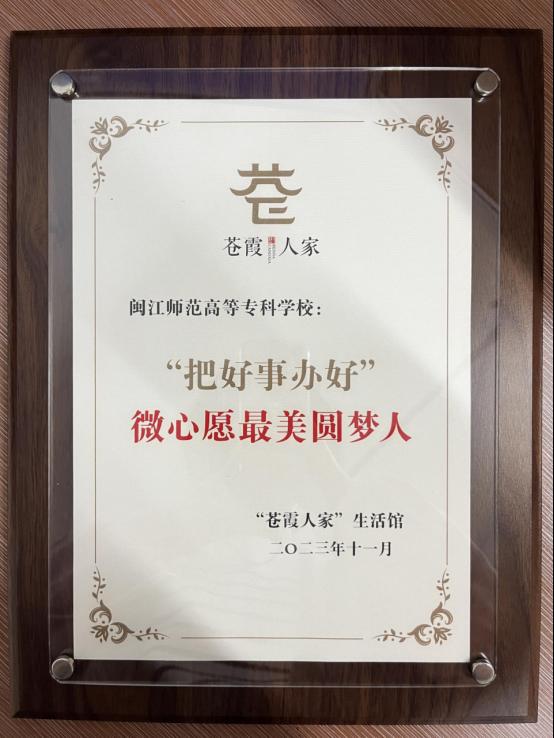 苍霞人家
闽江师范高等专科学校：
“把好事办好”
微心愿最美圆梦人
“苍霞人家”生活馆
二〇二三年十一月